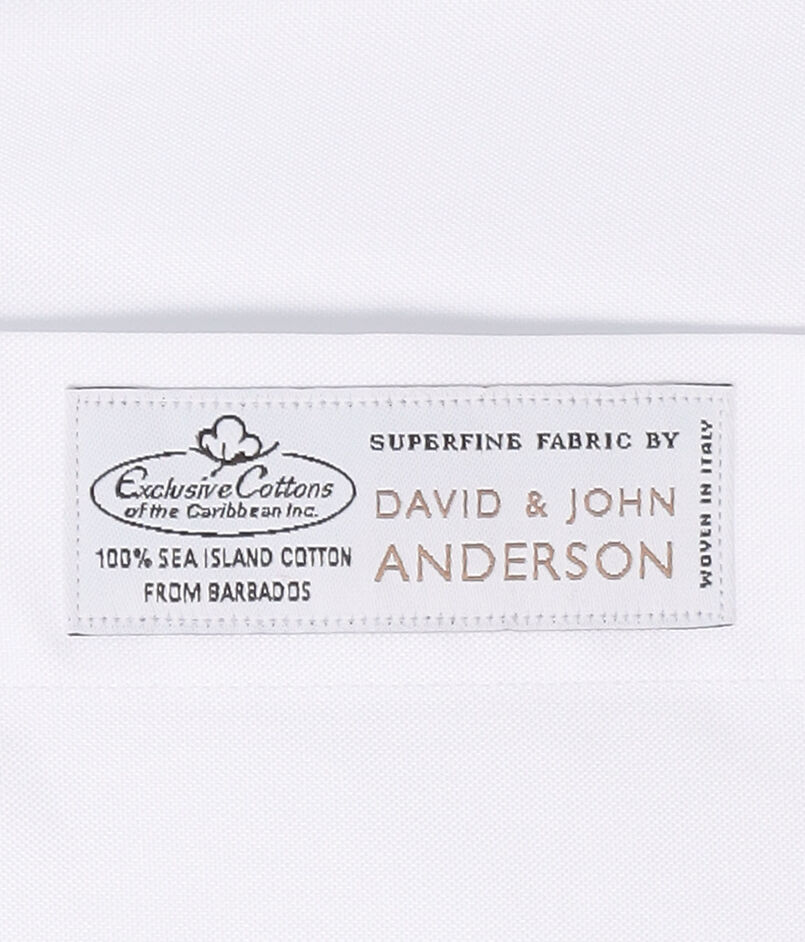 Exclusive Cottons
of the Caribbean Inc.
100% SEA ISLAND COTTON
FROM BARBADOS
SUPERFINE FABRIC BY
DAVID & JOHN
ANDERSON
WOVEN IN ITALY